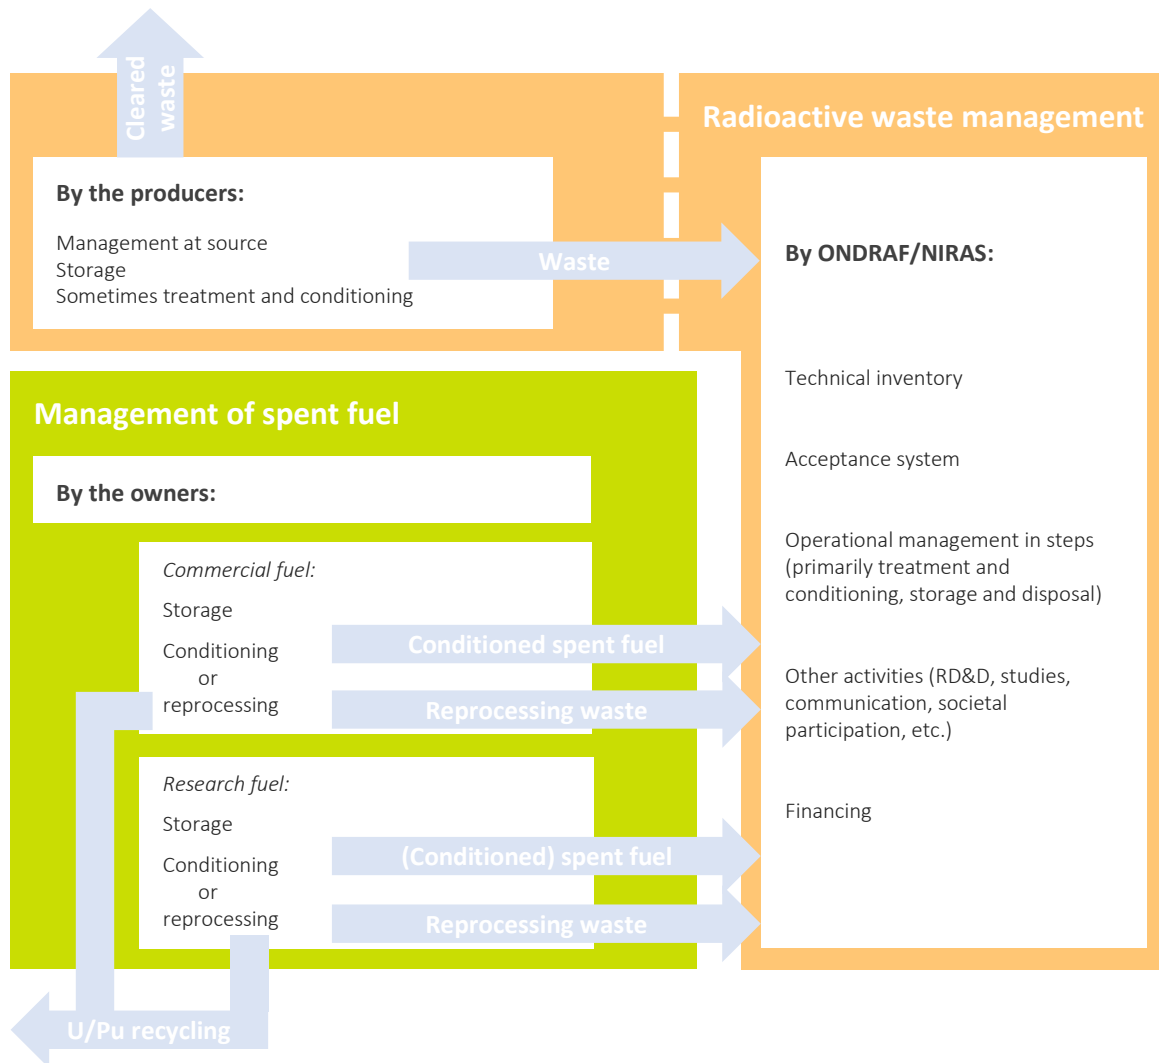 Cleared
waste
Radioactive waste management
By the producers:
Management at source
Storage
Sometimes treatment and conditioning
Waste
By ONDRAF/NIRAS:
Technical inventory
Acceptance system
Operational management in steps
(primarily treatment and
conditioning, storage and disposal)
Other activities (RD&D, studies,
communication, societal
participation, etc.)
Financing
Management of spent fuel
By the owners:
Commercial fuel:
Storage
Conditioning
or
reprocessing
Conditioned spent fuel
Reprocessing waste
Research fuel:
Storage
Conditioning
or
reprocessing
(Conditioned) spent fuel
Reprocessing waste
U/Pu recycling